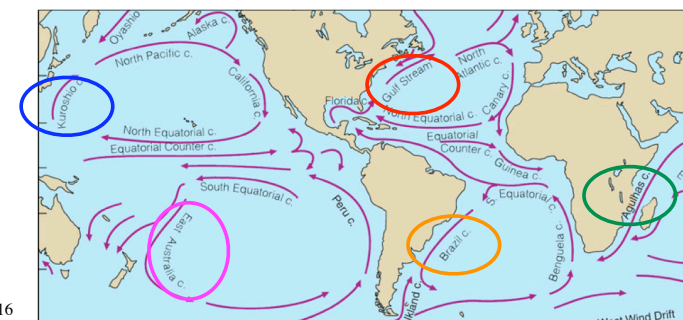 Oyashio
Alaska c.
North Pacific c.
California c.
Kuroshio c.
North Equatorial c.
Equatorial Counter c.
South Equatorial c.
East Australia c.
Peru c.
Florida c.
Gulf Stream
North Atlantic c.
Canary c.
North Equatorial c.
Equatorial
Counter c.
Guinea c.
S. Equatorial c.
Brazil c.
Benguela c.
Agulhas c.
lkland c.
West Wind Drift
16